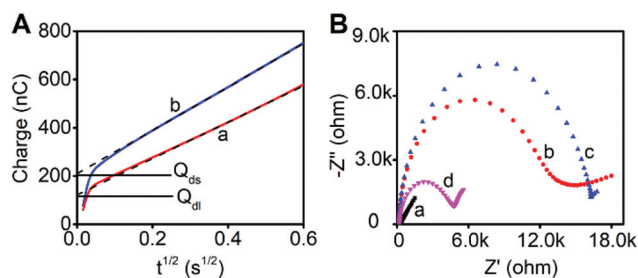 A
Charge (nC)
800
600
400
200
0
b
a
Q_ds
Q_dl
0.0
0.2
0.4
0.6
t^1/2 (s^1/2)
B
-Z" (ohm)
9.0k
6.0k
3.0k
0
b
c
d
a
0
6.0k
12.0k
18.0k
Z' (ohm)